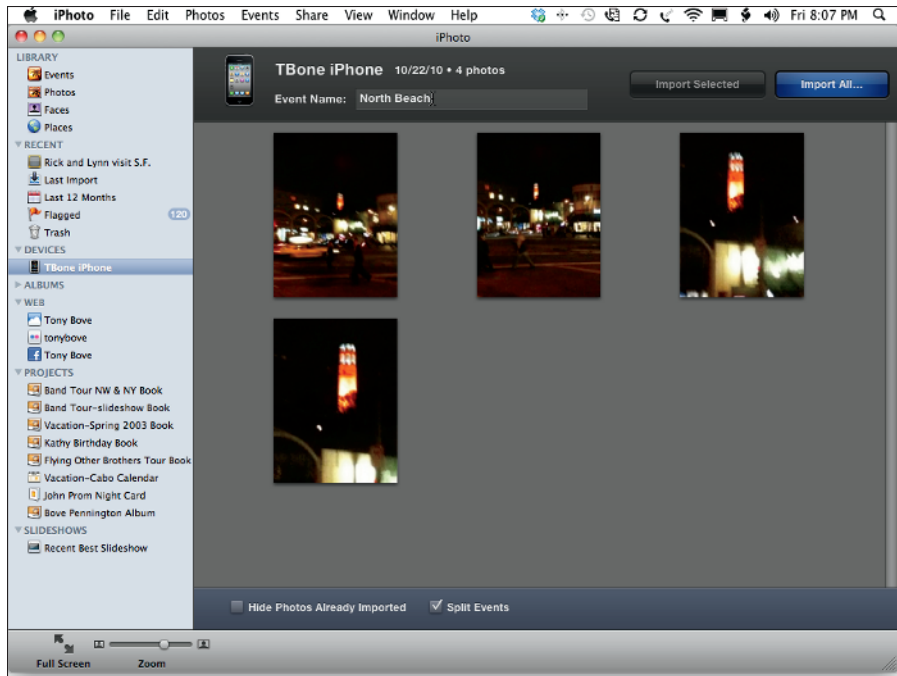 iPhoto File Edit Photos Events Share View Window Help Fri 8:07 PM
iPhoto
LIBRARY
Events
Photos
Faces
Places
RECENT
Rick and Lynn visit S.F.
Last Import
Last 12 Months
Flagged 120
Trash
DEVICES
TBone iPhone
ALBUMS
WEB
Tony Bove
tonybove
Tony Bove
PROJECTS
Band Tour NW & NY Book
Band Tour-slideshow Book
Vacation-Spring 2003 Book
Kathy Birthday Book
Flying Other Brothers Tour Book
Vacation-Cabo Calendar
John Prom Night Card
Bove Pennington Album
SLIDESHOWS
Recent Best Slideshow
TBone iPhone 10/22/10 • 4 photos
Event Name: North Beach
Import Selected
Import All...
Hide Photos Already Imported
Split Events
Full Screen
Zoom